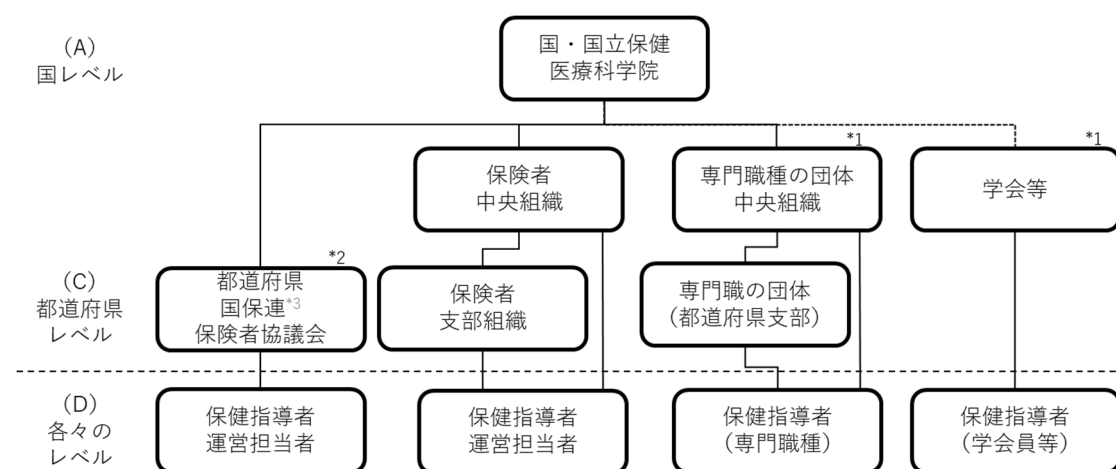 （A）
国レベル
国・国立保健
医療科学院
*1
*1
保険者
中央組織
専門職種の団体
中央組織
学会等
（C）
都道府県
レベル
*2
都道府県
国保連*3
保険者協議会
保険者
支部組織
専門職の団体
（都道府県支部）
（D）
各々の
レベル
保健指導者
運営担当者
保健指導者
運営担当者
保健指導者
（専門職種）
保健指導者
（学会員等）